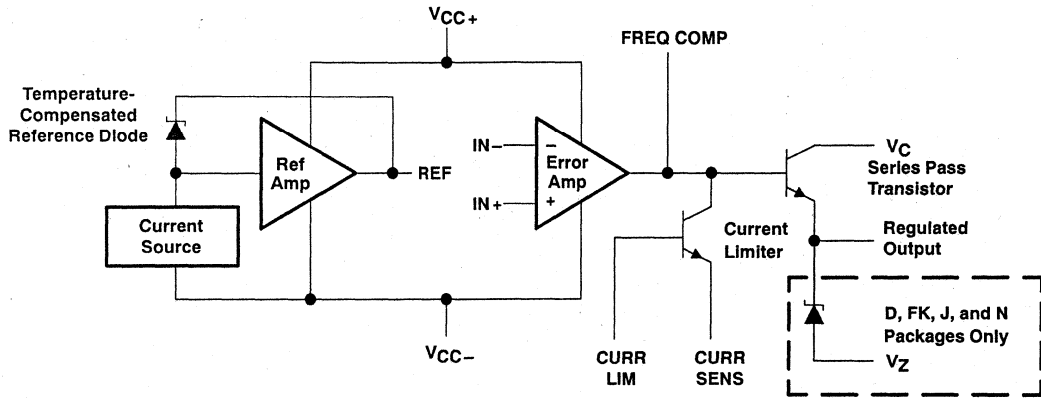 VCC+
FREQ COMP
Temperature-
Compensated
Reference Diode
IN–
–
Error
Amp
+
IN+
Ref
Amp
REF
VC
Series Pass
Transistor
Current
Source
Current
Limiter
Regulated
Output
D, FK, J, and N
Packages Only
VCC–
CURR
LIM
CURR
SENS
VZ